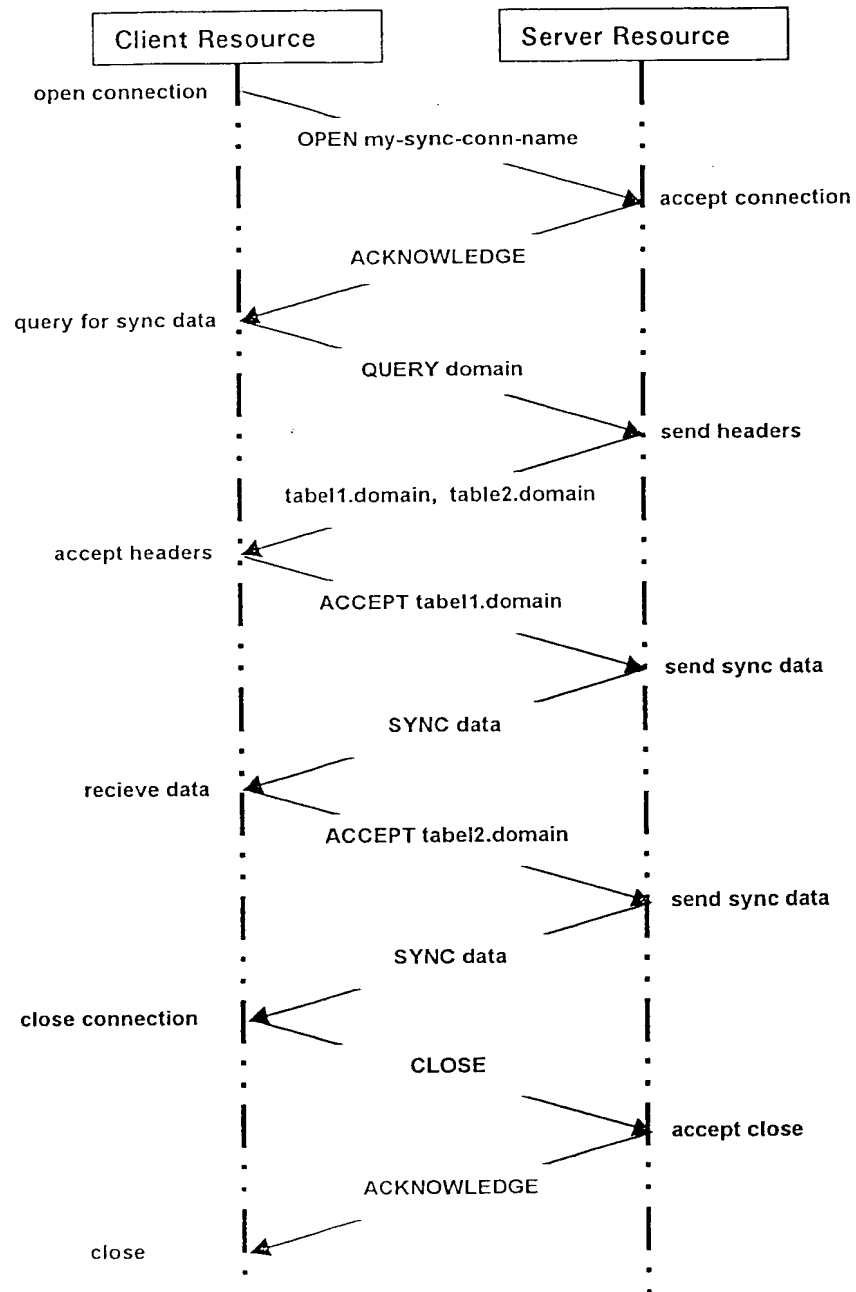 Client Resource
Server Resource
open connection
OPEN my-sync-conn-name
accept connection
ACKNOWLEDGE
query for sync data
QUERY domain
send headers
tabel1.domain, table2.domain
accept headers
ACCEPT tabel1.domain
send sync data
SYNC data
recieve data
ACCEPT tabel2.domain
send sync data
SYNC data
close connection
CLOSE
accept close
ACKNOWLEDGE
close